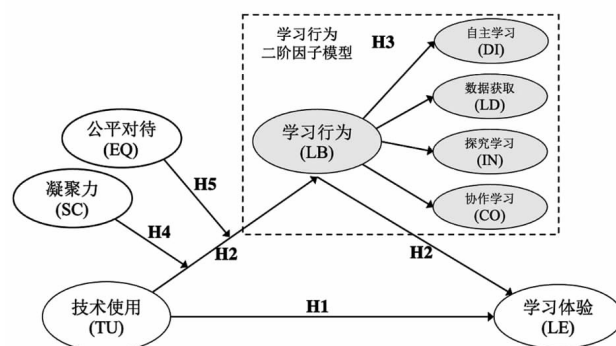 学习行为
二阶因子模型
H3
自主学习
(DI)
数据获取
(LD)
学习行为
(LB)
探究学习
(IN)
协作学习
(CO)
公平对待
(EQ)
H5
凝聚力
(SC)
H4
H2
H2
技术使用
(TU)
H1
学习体验
(LE)